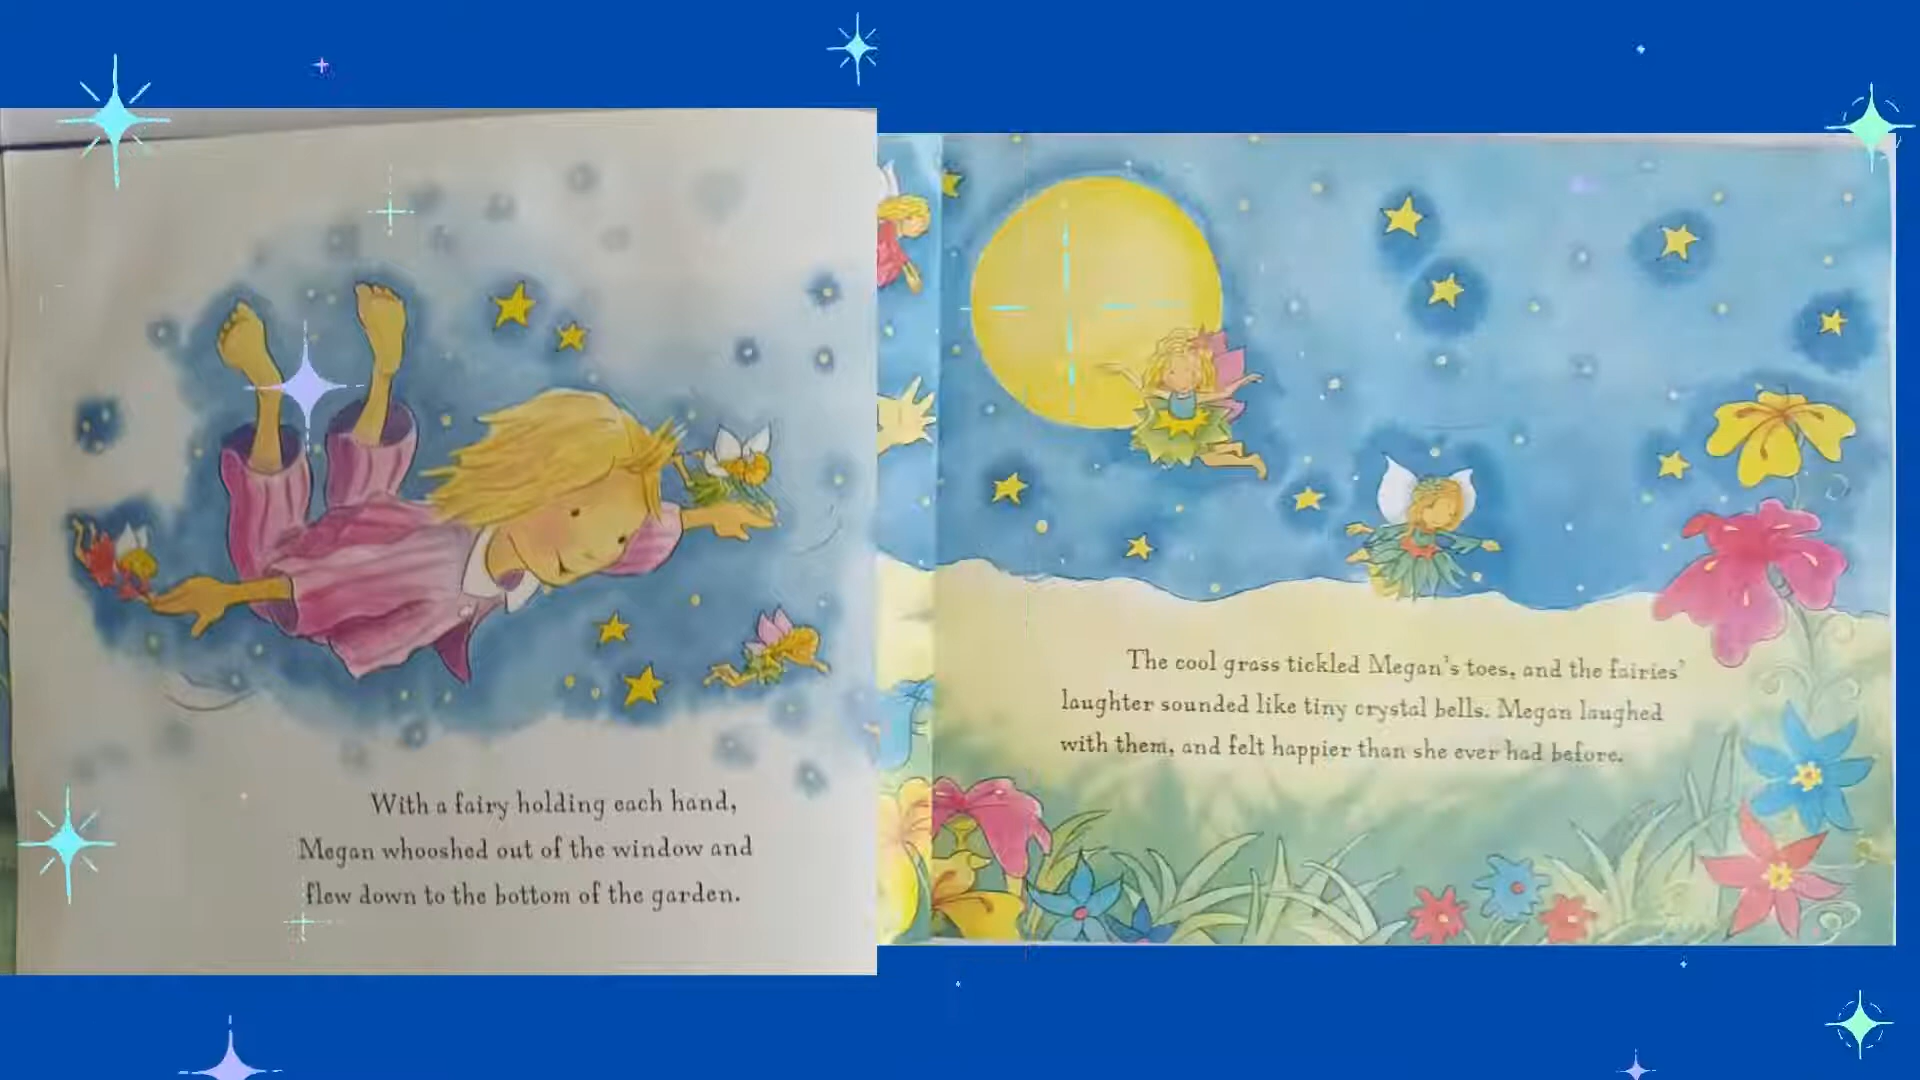 With a fairy holding each hand,
Megan whooshed out of the window and
flew down to the bottom of the garden.
The cool grass tickled Megan's toes, and the fairies'
laughter sounded like tiny crystal bells. Megan laughed
with them, and felt happier than she ever had before.